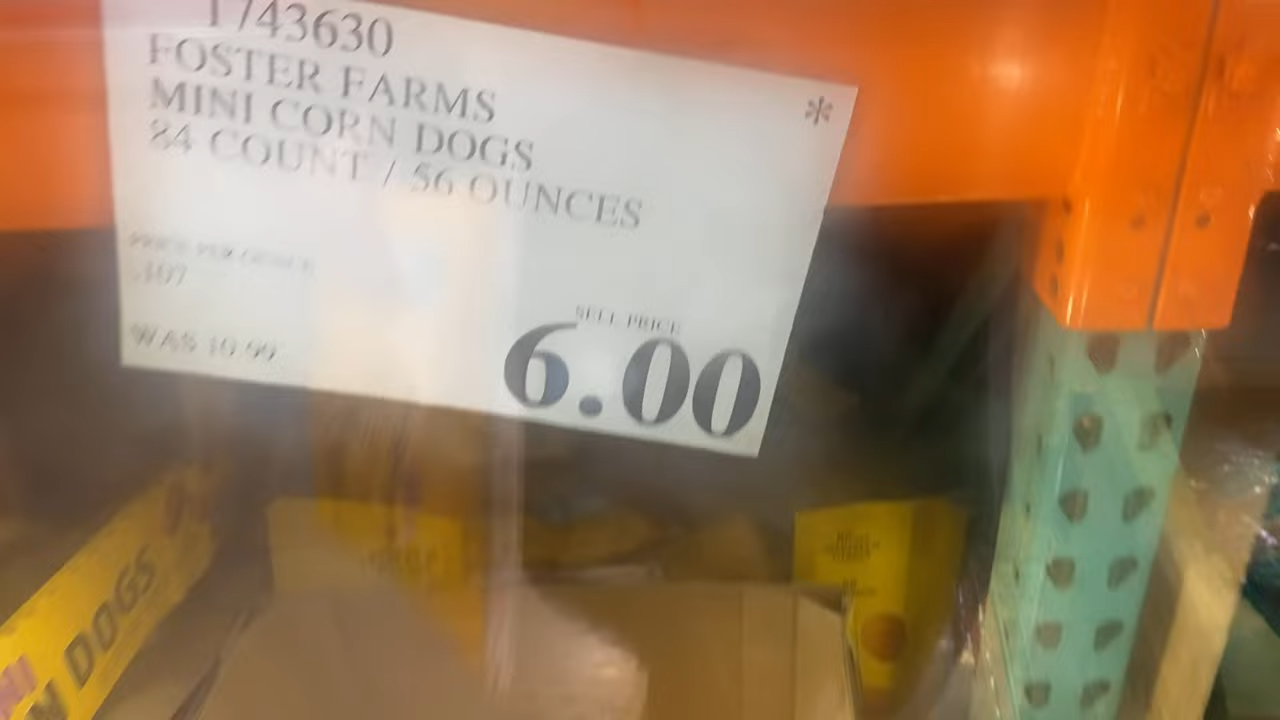 1743630
FOSTER FARMS
MINI CORN DOGS
84 COUNT / 56 OUNCES
*
PRICE PER OUNCE
.107
SELL PRICE
6.00
WAS 10.99
DOGS